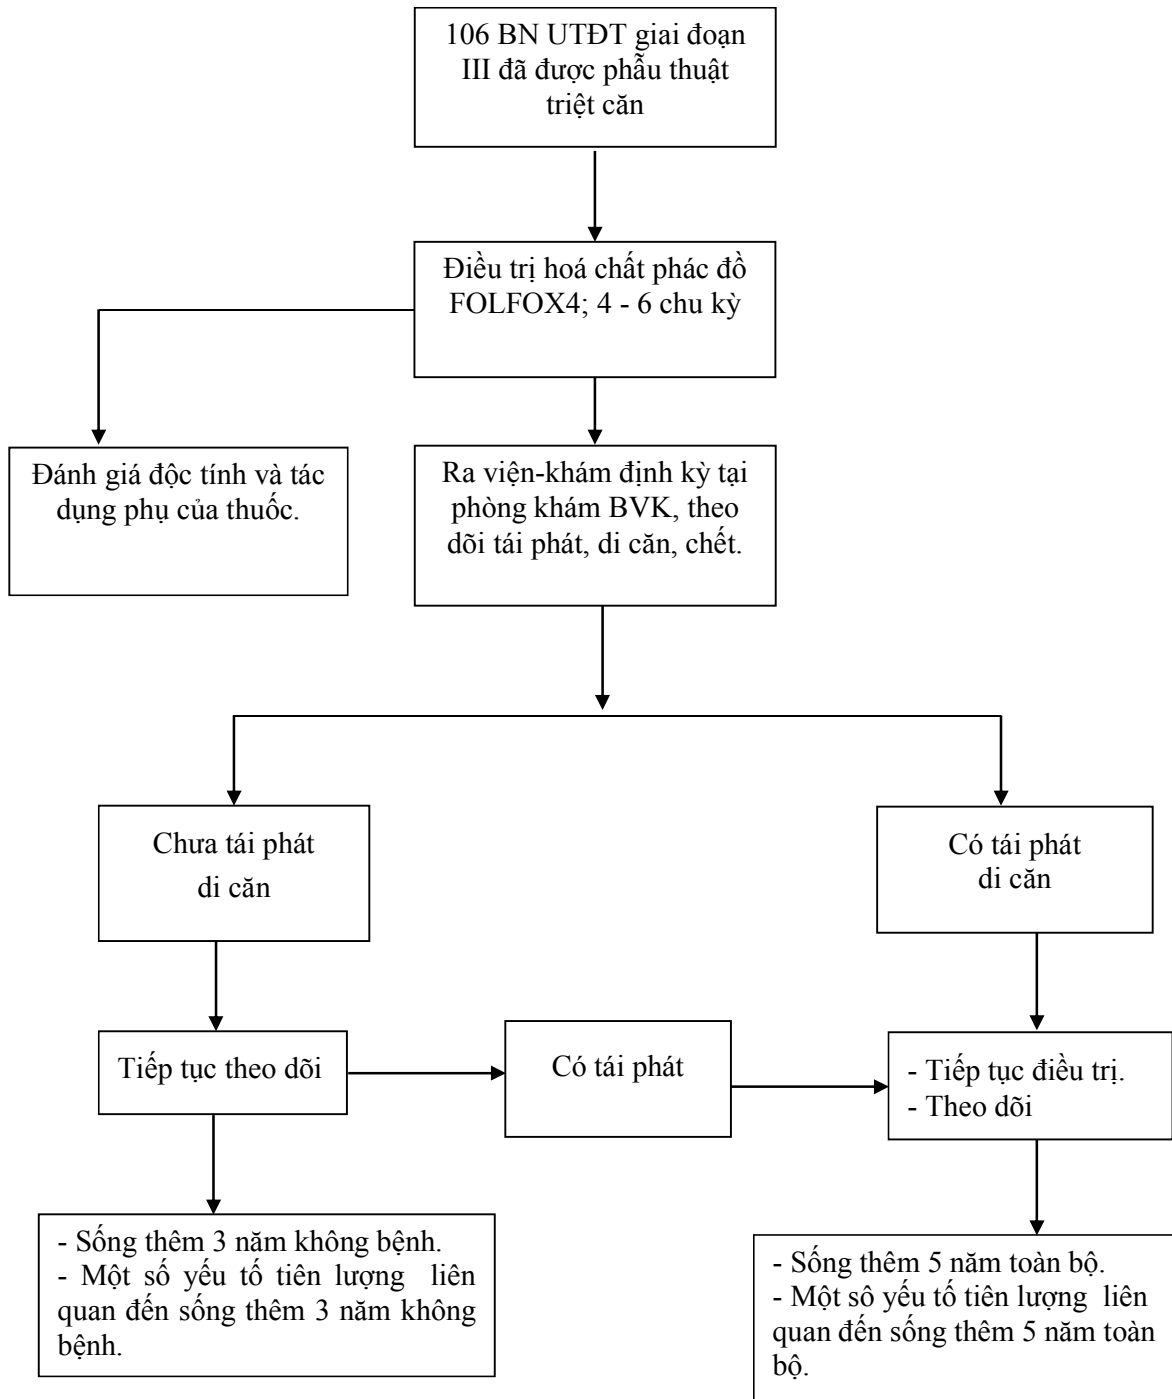 106 BN UTĐT giai đoạn
III đã được phẫu thuật
triệt căn
Điều trị hoá chất phác đồ
FOLFOX4; 4 - 6 chu kỳ
Đánh giá độc tính và tác
dụng phụ của thuốc.
Ra viện-khám định kỳ tại
phòng khám BVK, theo
dõi tái phát, di căn, chết.
Chưa tái phát
di căn
Có tái phát
di căn
Tiếp tục theo dõi
Có tái phát
- Tiếp tục điều trị.
- Theo dõi
- Sống thêm 3 năm không bệnh.
- Một số yếu tố tiên lượng liên
quan đến sống thêm 3 năm không
bệnh.
- Sống thêm 5 năm toàn bộ.
- Một sô yếu tố tiên lượng liên
quan đến sống thêm 5 năm toàn
bộ.